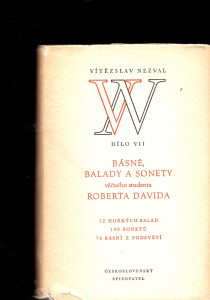 VÍTĚZSLAV NEZVAL
VN
DÍLO VII
BÁSNĚ,
BALADY A SONETY
věčného studenta
ROBERTA DAVIDA
52 HOŘKÝCH BALAD
100 SONETŮ
70 BÁSNÍ Z PODSVĚTÍ
ČESKOSLOVENSKÝ
SPISOVATEL